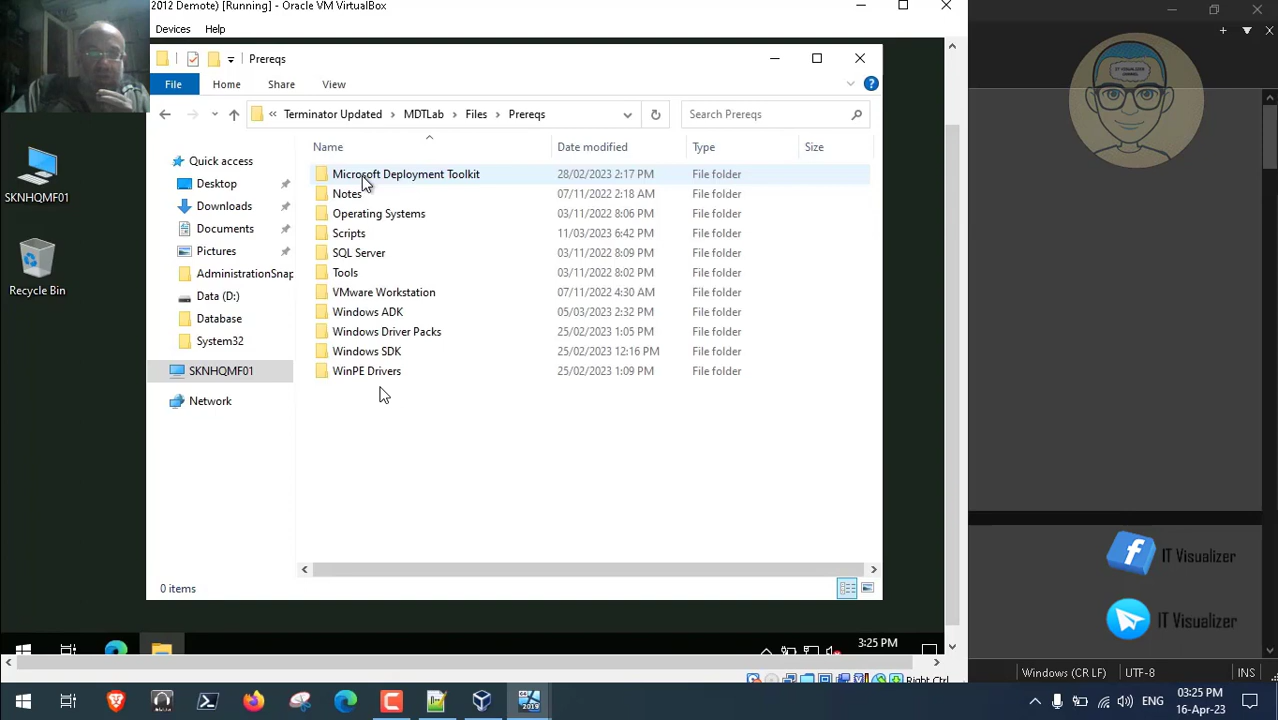 2012 Demote) [Running] - Oracle VM VirtualBox
Devices Help
Prereqs
File Home Share View
Terminator Updated MDTLab Files Prereqs
Search Prereqs
Name Date modified Type Size
Quick access
Desktop
Downloads
Documents
Pictures
AdministrationSnap
Data (D:)
Database
System32
SKNHQMF01
Network
Microsoft Deployment Toolkit 28/02/2023 2:17 PM File folder
Notes 07/11/2022 2:18 AM File folder
Operating Systems 03/11/2022 8:06 PM File folder
Scripts 11/03/2023 6:42 PM File folder
SQL Server 03/11/2022 8:09 PM File folder
Tools 03/11/2022 8:02 PM File folder
VMware Workstation 07/11/2022 4:30 AM File folder
Windows ADK 05/03/2023 2:32 PM File folder
Windows Driver Packs 25/02/2023 1:05 PM File folder
Windows SDK 25/02/2023 12:16 PM File folder
WinPE Drivers 25/02/2023 1:09 PM File folder
0 items
SKNHQMF01
Recycle Bin
3:25 PM
Right Ctrl
IT VISUALIZER
CHANNEL
IT Visualizer
IT Visualizer
Windows (CR LF) UTF-8 INS
2019
ENG
03:25 PM
16-Apr-23